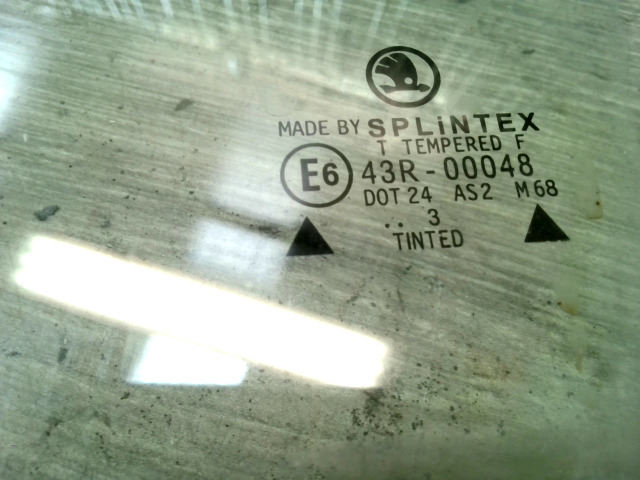 MADE BY SPLiNTEX
T TEMPERED F
E6 43R-00048
DOT 24 AS2 M68
.. 3
TINTED